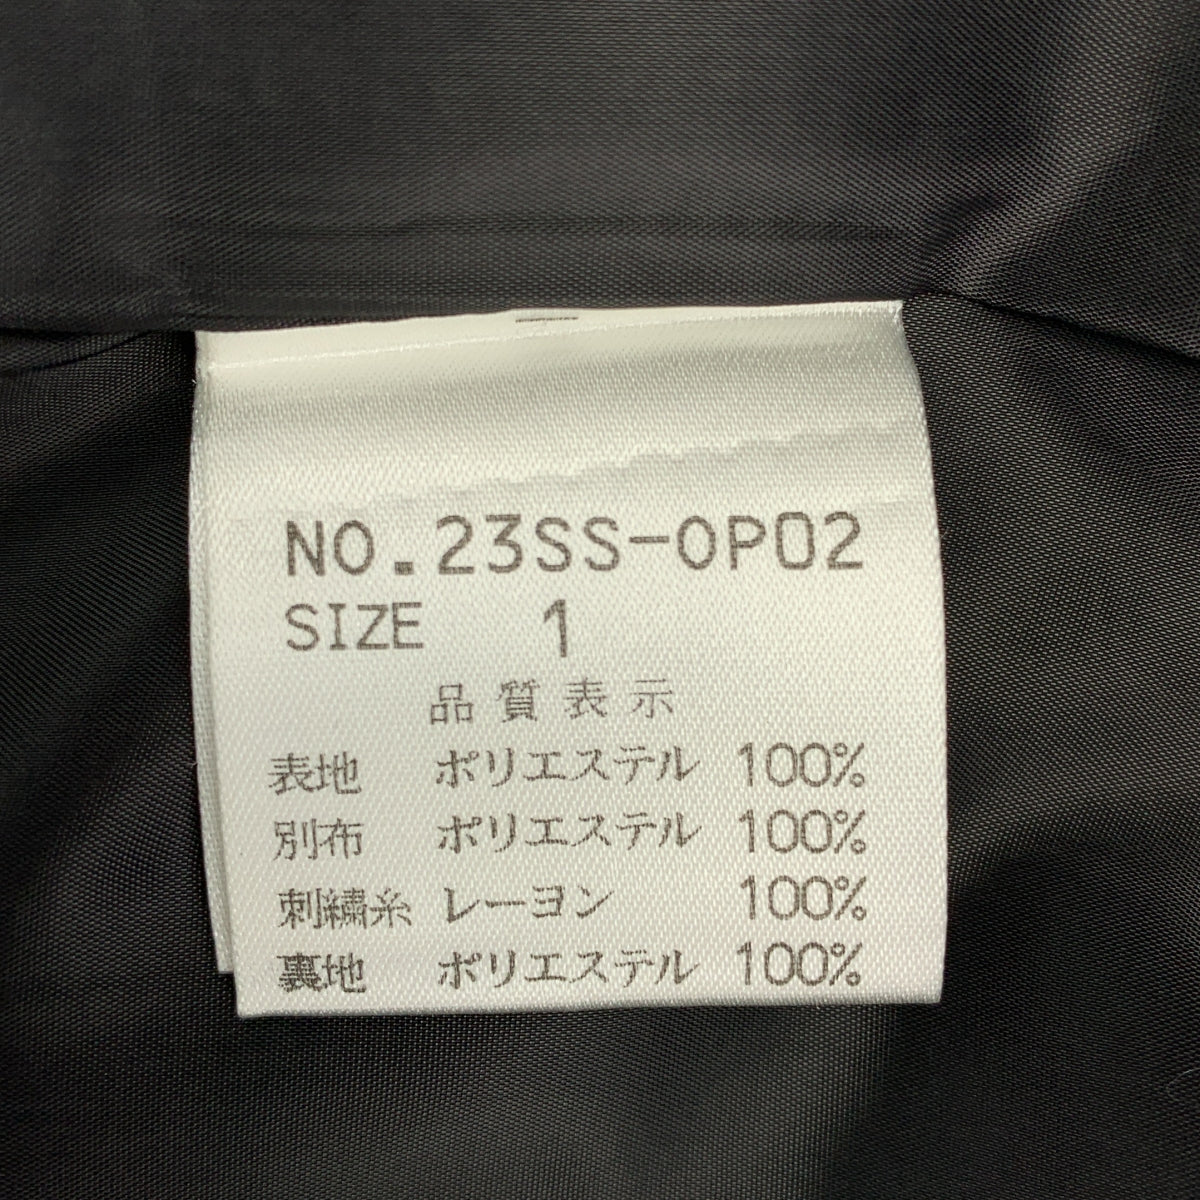 NO.23SS-OP02
SIZE 1
品質表示
表地 ポリエステル 100%
別布 ポリエステル 100%
刺繍糸 レーヨン 100%
裏地 ポリエステル 100%